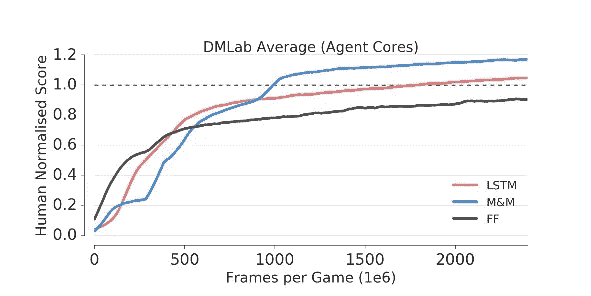 DMLab Average (Agent Cores)
Human Normalised Score
1.2
1.0
0.8
0.6
0.4
0.2
0.0
LSTM
M&M
FF
0 500 1000 1500 2000
Frames per Game (1e6)